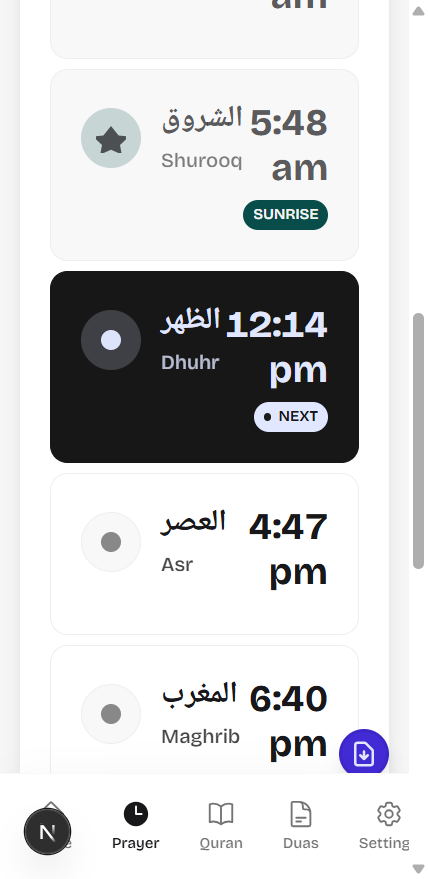 am
الشروق 5:48
Shurooq am
SUNRISE
الظهر 12:14
Dhuhr pm
NEXT
العصر 4:47
Asr pm
المغرب 6:40
Maghrib pm
N
Prayer
Quran
Duas
Setting